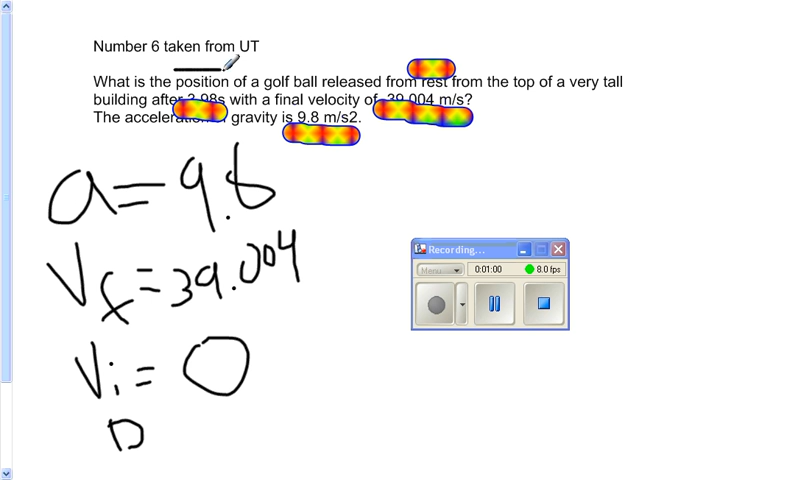 Number 6 taken from UT
What is the position of a golf ball released from rest from the top of a very tall
building after 3.98s with a final velocity of -39.004 m/s?
The acceleration of gravity is 9.8 m/s2.
a=9.8
Vf=39.004
Vi=0
D
Recording...
Menu 0:01:00 8.0 fps